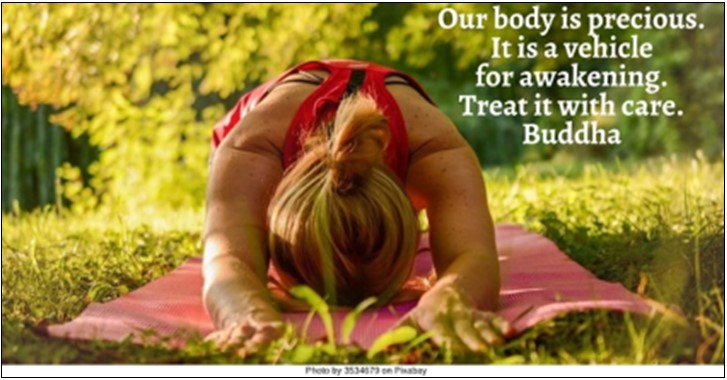 Our body is precious.
It is a vehicle
for awakening.
Treat it with care.
Buddha
Photo by 3534679 on Pixabay